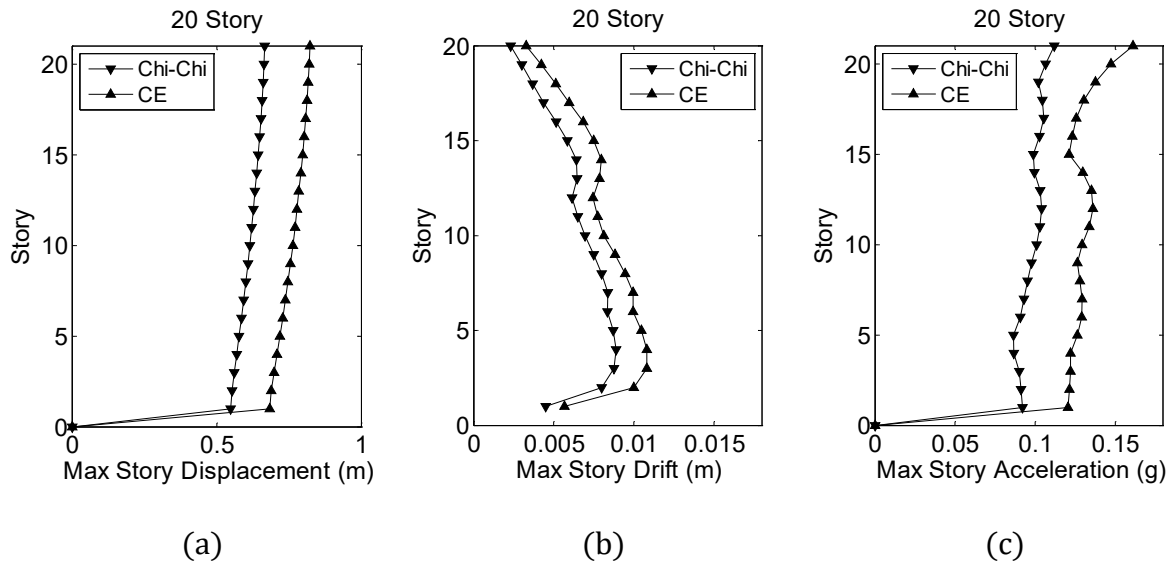 20 Story
Chi-Chi
CE
20
15
10
5
0
Story
0
0.5
1
Max Story Displacement (m)
(a)
20 Story
Chi-Chi
CE
20
15
10
5
0
Story
0
0.005
0.01
0.015
Max Story Drift (m)
(b)
20 Story
Chi-Chi
CE
20
15
10
5
0
Story
0
0.05
0.1
0.15
Max Story Acceleration (g)
(c)